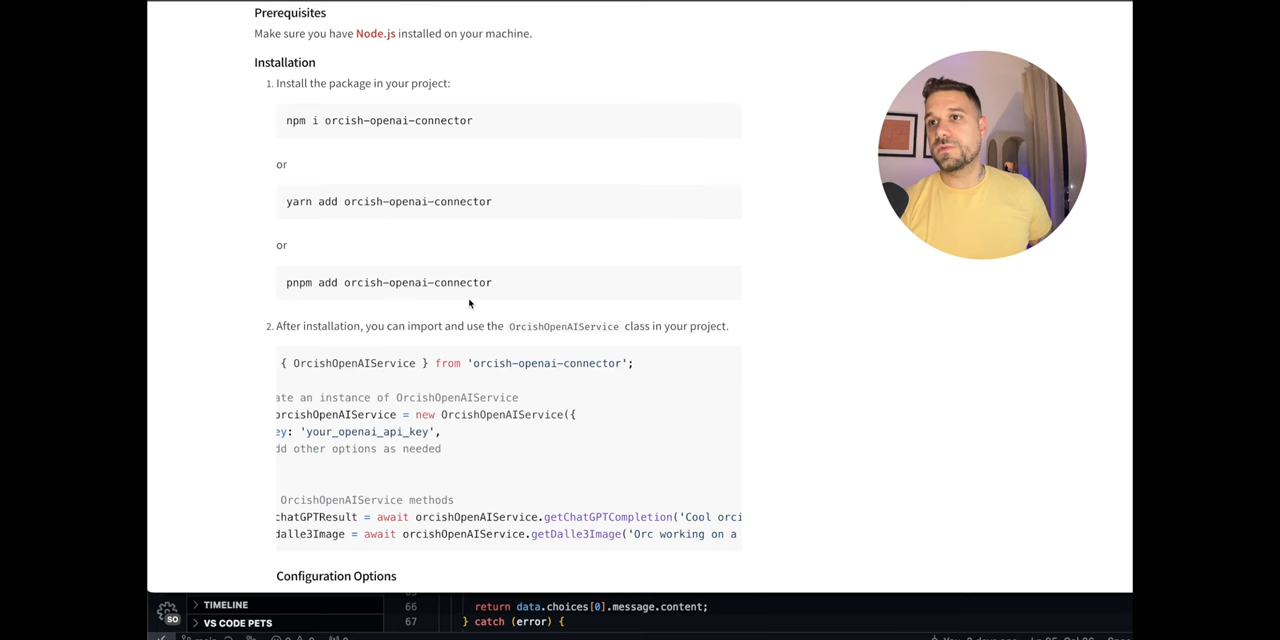 Prerequisites
Make sure you have Node.js installed on your machine.
Installation
1. Install the package in your project:
npm i orcish-openai-connector
or
yarn add orcish-openai-connector
or
pnpm add orcish-openai-connector
2. After installation, you can import and use the OrcishOpenAIService class in your project.
{ OrcishOpenAIService } from 'orcish-openai-connector';
ate an instance of OrcishOpenAIService
orcishOpenAIService = new OrcishOpenAIService({
ey: 'your_openai_api_key',
dd other options as needed
OrcishOpenAIService methods
chatGPTResult = await orcishOpenAIService.getChatGPTCompletion('Cool orci
dalle3Image = await orcishOpenAIService.getDalle3Image('Orc working on a
Configuration Options
TIMELINE
66 return data.choices[0].message.content;
SO
VS CODE PETS
67 } catch (error) {